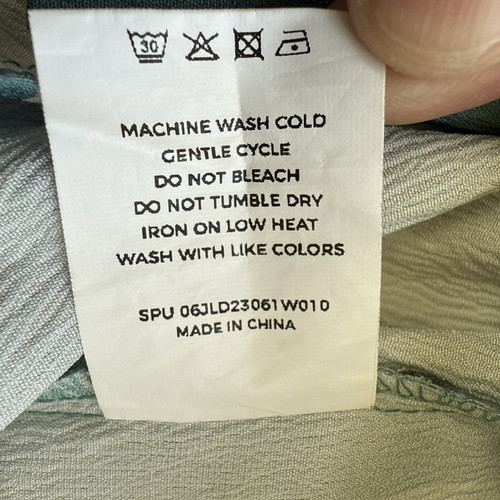 30
MACHINE WASH COLD
GENTLE CYCLE
DO NOT BLEACH
DO NOT TUMBLE DRY
IRON ON LOW HEAT
WASH WITH LIKE COLORS
SPU 06JLD23061W010
MADE IN CHINA